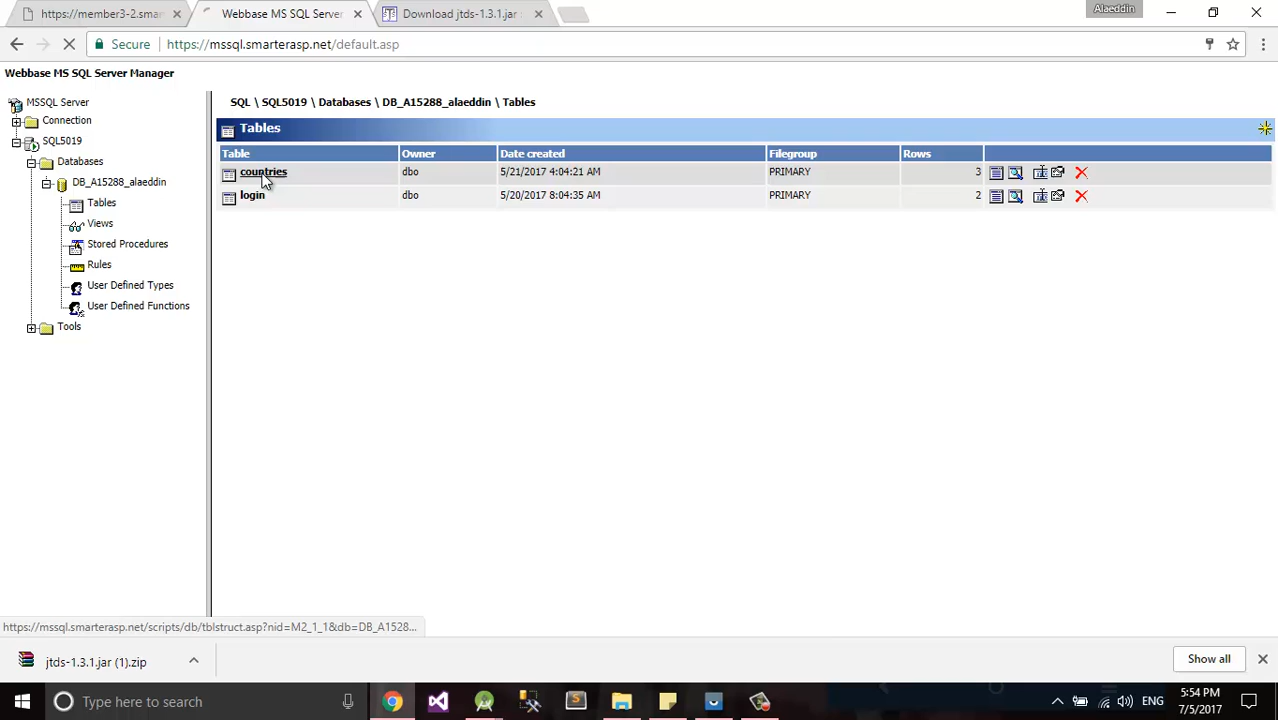 https://member3-2.smar
Webbase MS SQL Server
Download jtds-1.3.1.jar
Alaeddin
Secure
https://mssql.smarterasp.net/default.asp
Webbase MS SQL Server Manager
MSSQL Server
Connection
SQL5019
Databases
DB_A15288_alaeddin
Tables
Views
Stored Procedures
Rules
User Defined Types
User Defined Functions
Tools
SQL \ SQL5019 \ Databases \ DB_A15288_alaeddin \ Tables
Tables
Table Owner Date created Filegroup Rows
countries dbo 5/21/2017 4:04:21 AM PRIMARY 3
login dbo 5/20/2017 8:04:35 AM PRIMARY 2
https://mssql.smarterasp.net/scripts/db/tblstruct.asp?nid=M2_1_1&db=DB_A1528...
jtds-1.3.1.jar (1).zip
Show all
Type here to search
ENG
5:54 PM
7/5/2017